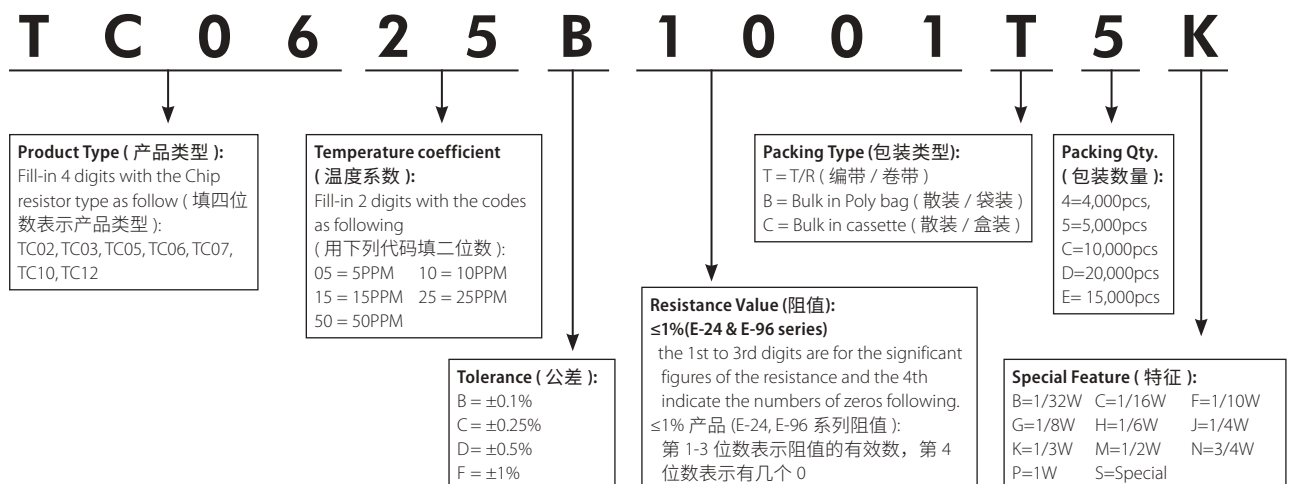 TC0625B1001T5K
Product Type ( 产品类型 ):
Fill-in 4 digits with the Chip
resistor type as follow ( 填四位
数表示产品类型 ):
TC02, TC03, TC05, TC06, TC07,
TC10, TC12
Temperature coefficient
( 温度系数 ):
Fill-in 2 digits with the codes
as following
( 用下列代码填二位数 ):
05 = 5PPM 10 = 10PPM
15 = 15PPM 25 = 25PPM
50 = 50PPM
Tolerance ( 公差 ):
B = ±0.1%
C = ±0.25%
D= ±0.5%
F = ±1%
Resistance Value (阻值):
≤1%(E-24 & E-96 series)
the 1st to 3rd digits are for the significant
figures of the resistance and the 4th
indicate the numbers of zeros following.
≤1% 产品 (E-24, E-96 系列阻值 ):
第 1-3 位数表示阻值的有效数，第 4
位数表示有几个 0
Packing Type (包装类型):
T = T/R ( 编带 / 卷带 )
B = Bulk in Poly bag ( 散装 / 袋装 )
C = Bulk in cassette ( 散装 / 盒装 )
Packing Qty.
( 包装数量 ):
4=4,000pcs,
5=5,000pcs
C=10,000pcs
D=20,000pcs
E= 15,000pcs
Special Feature ( 特征 ):
B=1/32W C=1/16W F=1/10W
G=1/8W H=1/6W J=1/4W
K=1/3W M=1/2W N=3/4W
P=1W S=Special